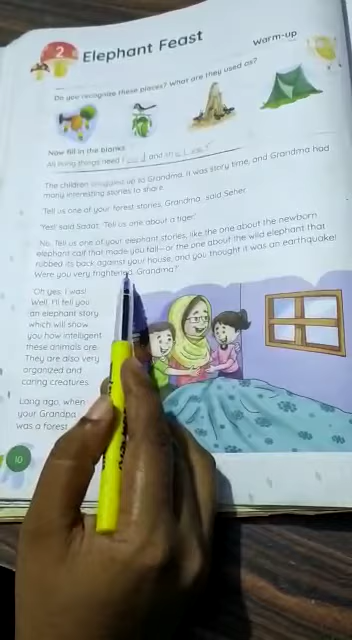 2 Elephant Feast
Warm-up
Do you recognise these places? What are they used as?
Now fill in the blanks.
All living things need f d and s
The children snuggled up to Grandma. It was story time, and Grandma had
many interesting stories to share.
'Tell us one of your forest stories, Grandma,' said Seher.
'Yes!' said Sadat. 'Tell us one about a tiger.'
'No. Tell us one of your elephant stories, like the one about the newborn
elephant calf that made you fall—or the one about the wild elephant that
rubbed its back against your house, and you thought it was an earthquake!
Were you very frightened, Grandma?'
'Oh yes, I was!
Well, I'll tell you
an elephant story
which will show
you how intelligent
these animals are.
They are also very
organized and
caring creatures.
Long ago, when
your Grandpa
was a forest
10